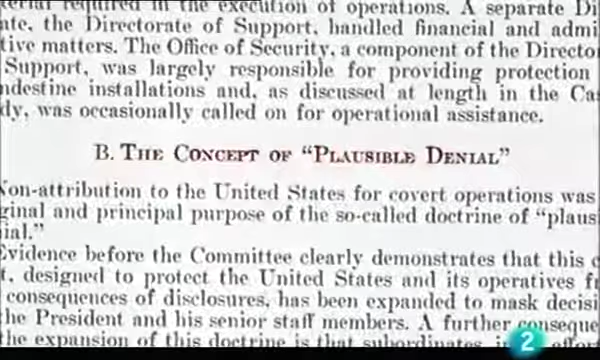 terial required in the execution of operations. A separate Di
ate, the Directorate of Support, handled financial and admi
tive matters. The Office of Security, a component of the Director
Support, was largely responsible for providing protection
ndestine installations and, as discussed at length in the Ca
dy, was occasionally called on for operational assistance.
B. THE CONCEPT OF "PLAUSIBLE DENIAL"
Non-attribution to the United States for covert operations was
ginal and principal purpose of the so-called doctrine of "plaus
ial."
Evidence before the Committee clearly demonstrates that this c
t, designed to protect the United States and its operatives f
consequences of disclosures, has been expanded to mask decisi
the President and his senior staff members. A further conseque
the expansion of this doctrine is that subordinates, i effor
2